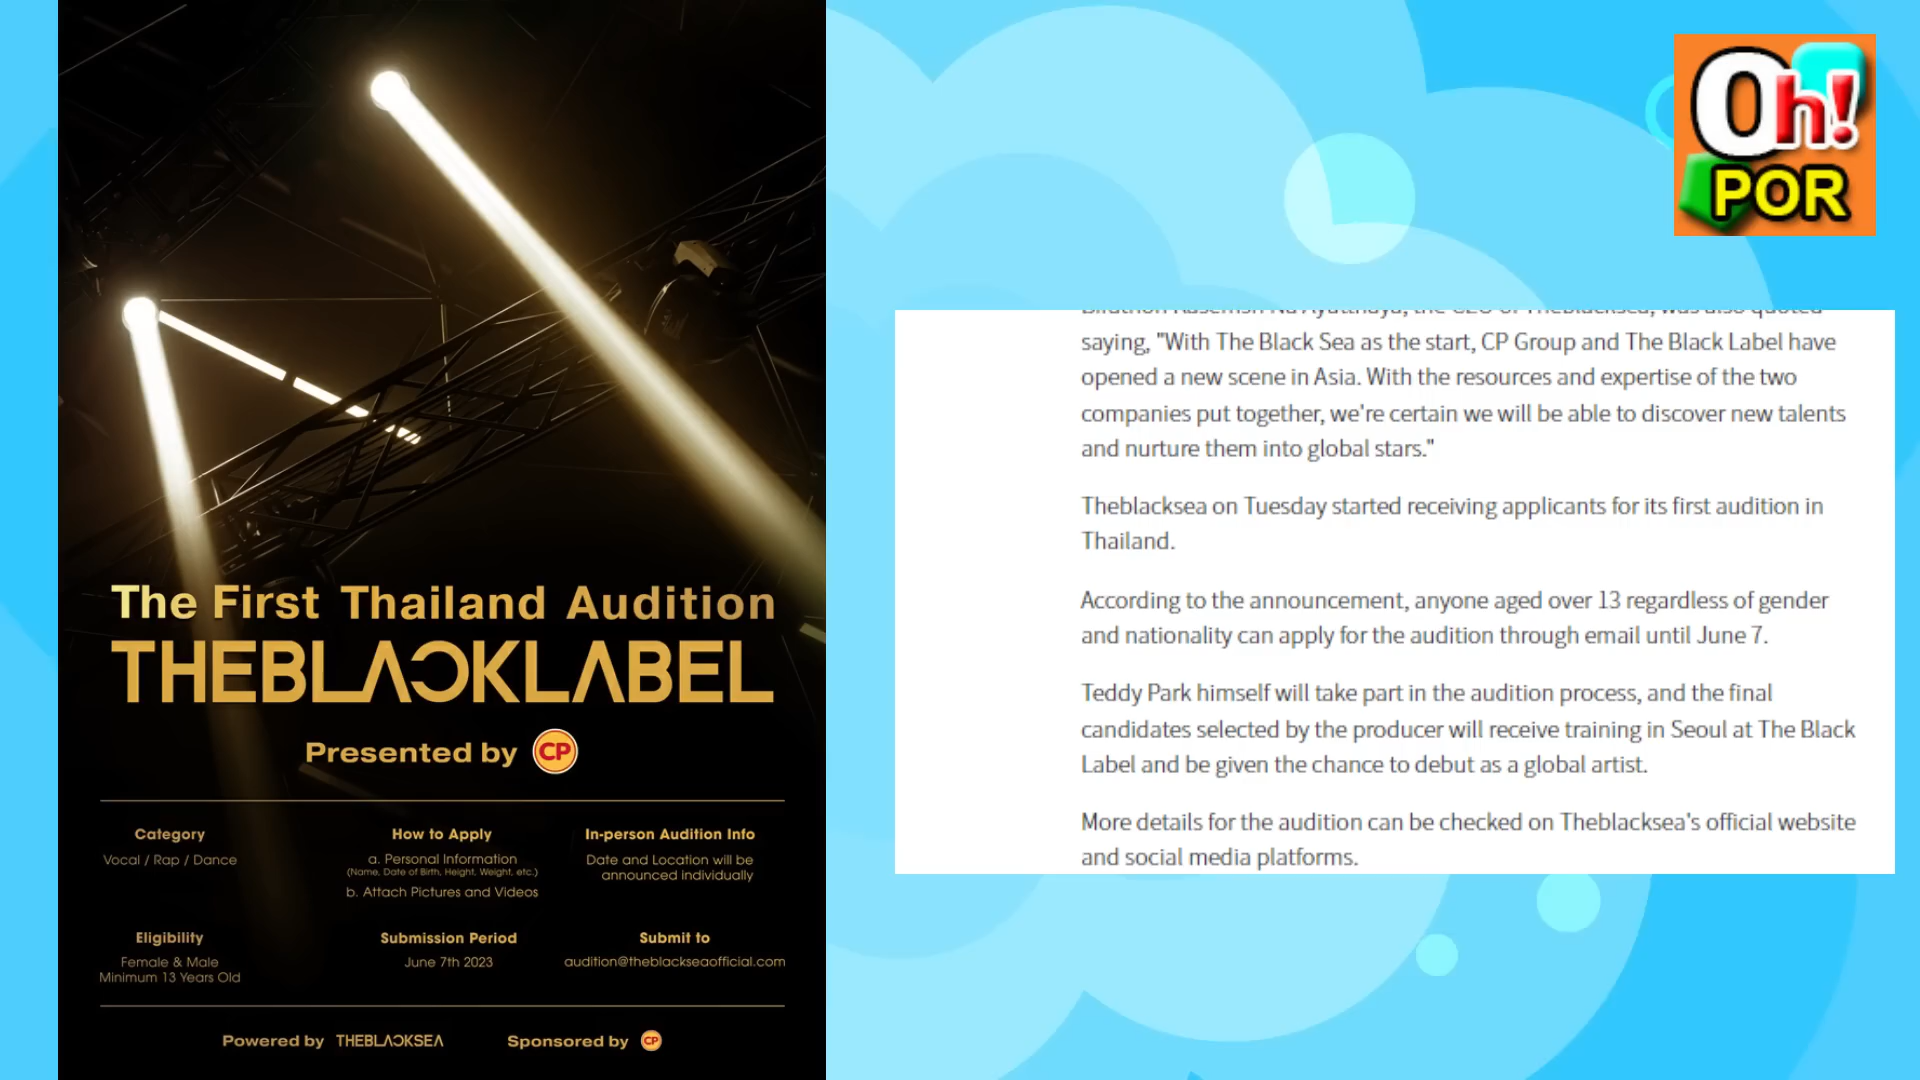 The First Thailand Audition
THEBLACKLABEL
Presented by CP
Category
Vocal / Rap / Dance
How to Apply
a. Personal Information
(Name, Date of Birth, Height, Weight, etc.)
b. Attach Pictures and Videos
In-person Audition Info
Date and Location will be
announced individually
Eligibility
Female & Male
Minimum 13 Years Old
Submission Period
June 7th 2023
Submit to
audition@theblackseaofficial.com
Powered by THEBLACKSEA
Sponsored by CP
Oh!
POR
saying, "With The Black Sea as the start, CP Group and The Black Label have
opened a new scene in Asia. With the resources and expertise of the two
companies put together, we're certain we will be able to discover new talents
and nurture them into global stars."
Theblacksea on Tuesday started receiving applicants for its first audition in
Thailand.
According to the announcement, anyone aged over 13 regardless of gender
and nationality can apply for the audition through email until June 7.
Teddy Park himself will take part in the audition process, and the final
candidates selected by the producer will receive training in Seoul at The Black
Label and be given the chance to debut as a global artist.
More details for the audition can be checked on Theblacksea's official website
and social media platforms.